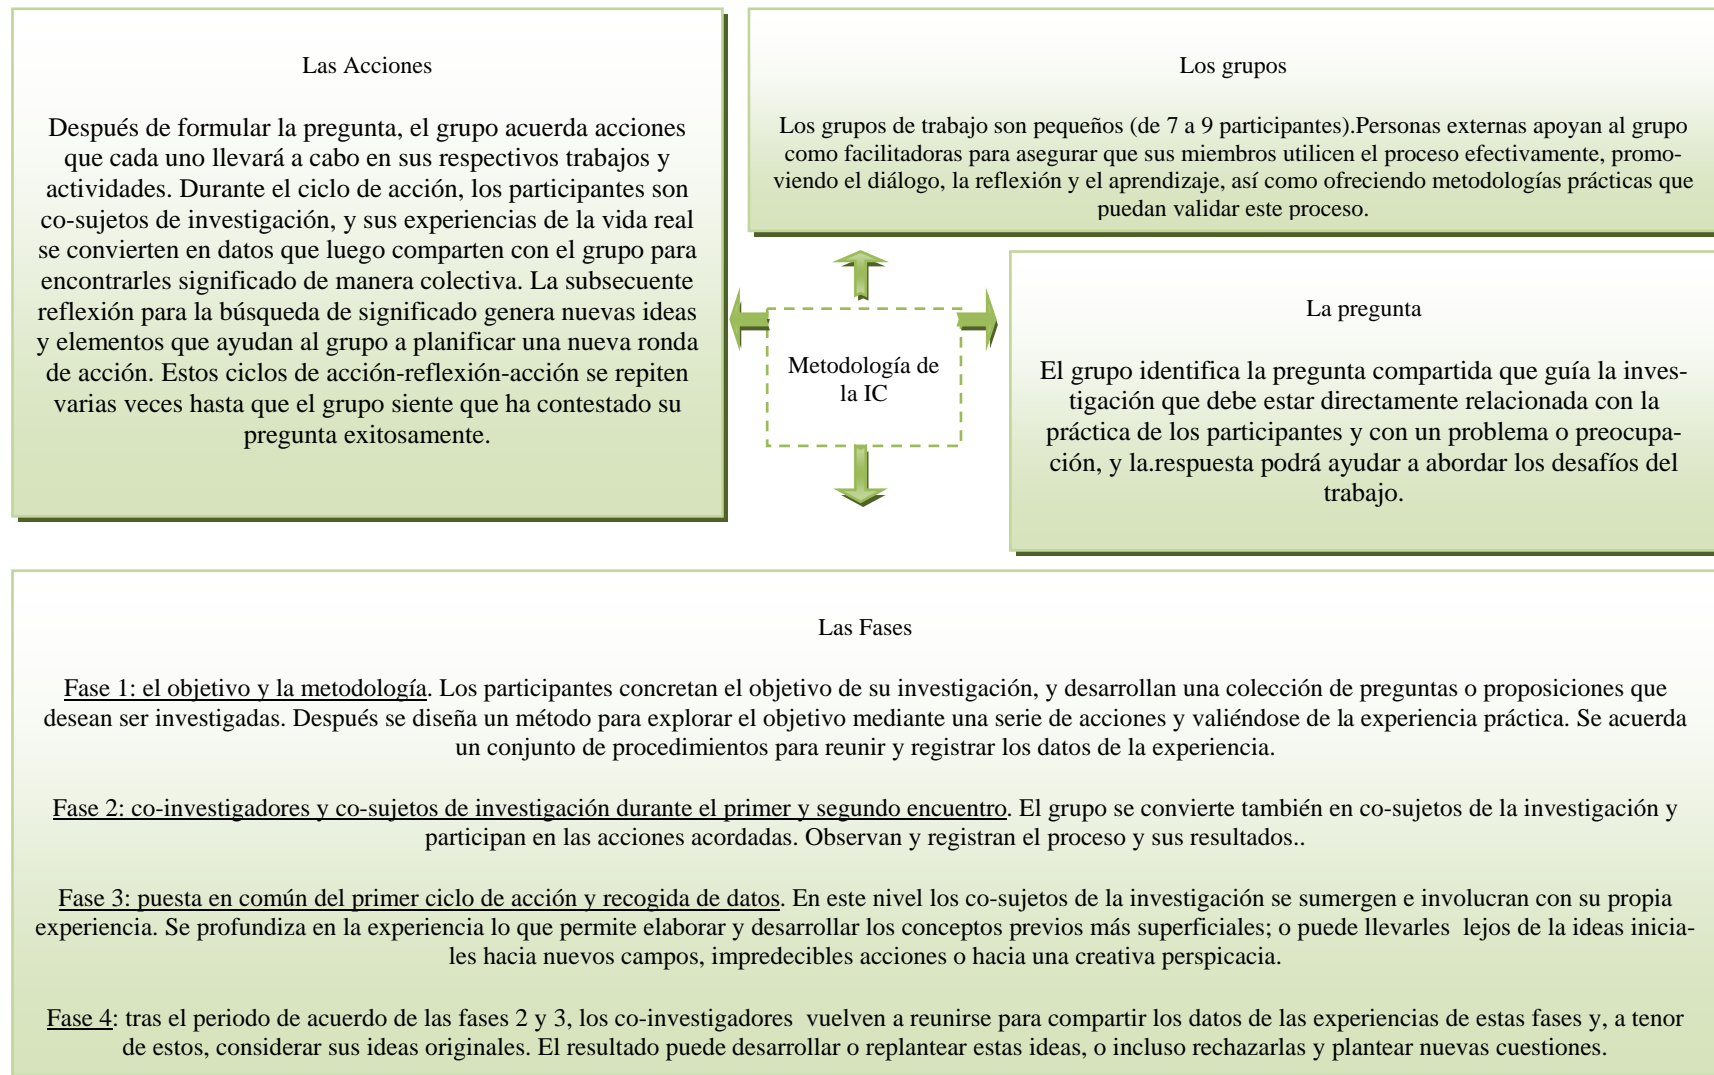 Las Acciones
Después de formular la pregunta, el grupo acuerda acciones
que cada uno llevará a cabo en sus respectivos trabajos y
actividades. Durante el ciclo de acción, los participantes son
co-sujetos de investigación, y sus experiencias de la vida real
se convierten en datos que luego comparten con el grupo para
encontrarles significado de manera colectiva. La subsecuente
reflexión para la búsqueda de significado genera nuevas ideas
y elementos que ayudan al grupo a planificar una nueva ronda
de acción. Estos ciclos de acción-reflexión-acción se repiten
varias veces hasta que el grupo siente que ha contestado su
pregunta exitosamente.
Los grupos
Los grupos de trabajo son pequeños (de 7 a 9 participantes).Personas externas apoyan al grupo
como facilitadoras para asegurar que sus miembros utilicen el proceso efectivamente, promo-
viendo el diálogo, la reflexión y el aprendizaje, así como ofreciendo metodologías prácticas que
puedan validar este proceso.
Metodología de
la IC
La pregunta
El grupo identifica la pregunta compartida que guía la inves-
tigación que debe estar directamente relacionada con la
práctica de los participantes y con un problema o preocupa-
ción, y la.respuesta podrá ayudar a abordar los desafíos del
trabajo.
Las Fases
Fase 1: el objetivo y la metodología. Los participantes concretan el objetivo de su investigación, y desarrollan una colección de preguntas o proposiciones que
desean ser investigadas. Después se diseña un método para explorar el objetivo mediante una serie de acciones y valiéndose de la experiencia práctica. Se acuerda
un conjunto de procedimientos para reunir y registrar los datos de la experiencia.
Fase 2: co-investigadores y co-sujetos de investigación durante el primer y segundo encuentro. El grupo se convierte también en co-sujetos de la investigación y
participan en las acciones acordadas. Observan y registran el proceso y sus resultados..
Fase 3: puesta en común del primer ciclo de acción y recogida de datos. En este nivel los co-sujetos de la investigación se sumergen e involucran con su propia
experiencia. Se profundiza en la experiencia lo que permite elaborar y desarrollar los conceptos previos más superficiales; o puede llevarles  lejos de la ideas inicia-
les hacia nuevos campos, impredecibles acciones o hacia una creativa perspicacia.
Fase 4: tras el periodo de acuerdo de las fases 2 y 3, los co-investigadores  vuelven a reunirse para compartir los datos de las experiencias de estas fases y, a tenor
de estos, considerar sus ideas originales. El resultado puede desarrollar o replantear estas ideas, o incluso rechazarlas y plantear nuevas cuestiones.